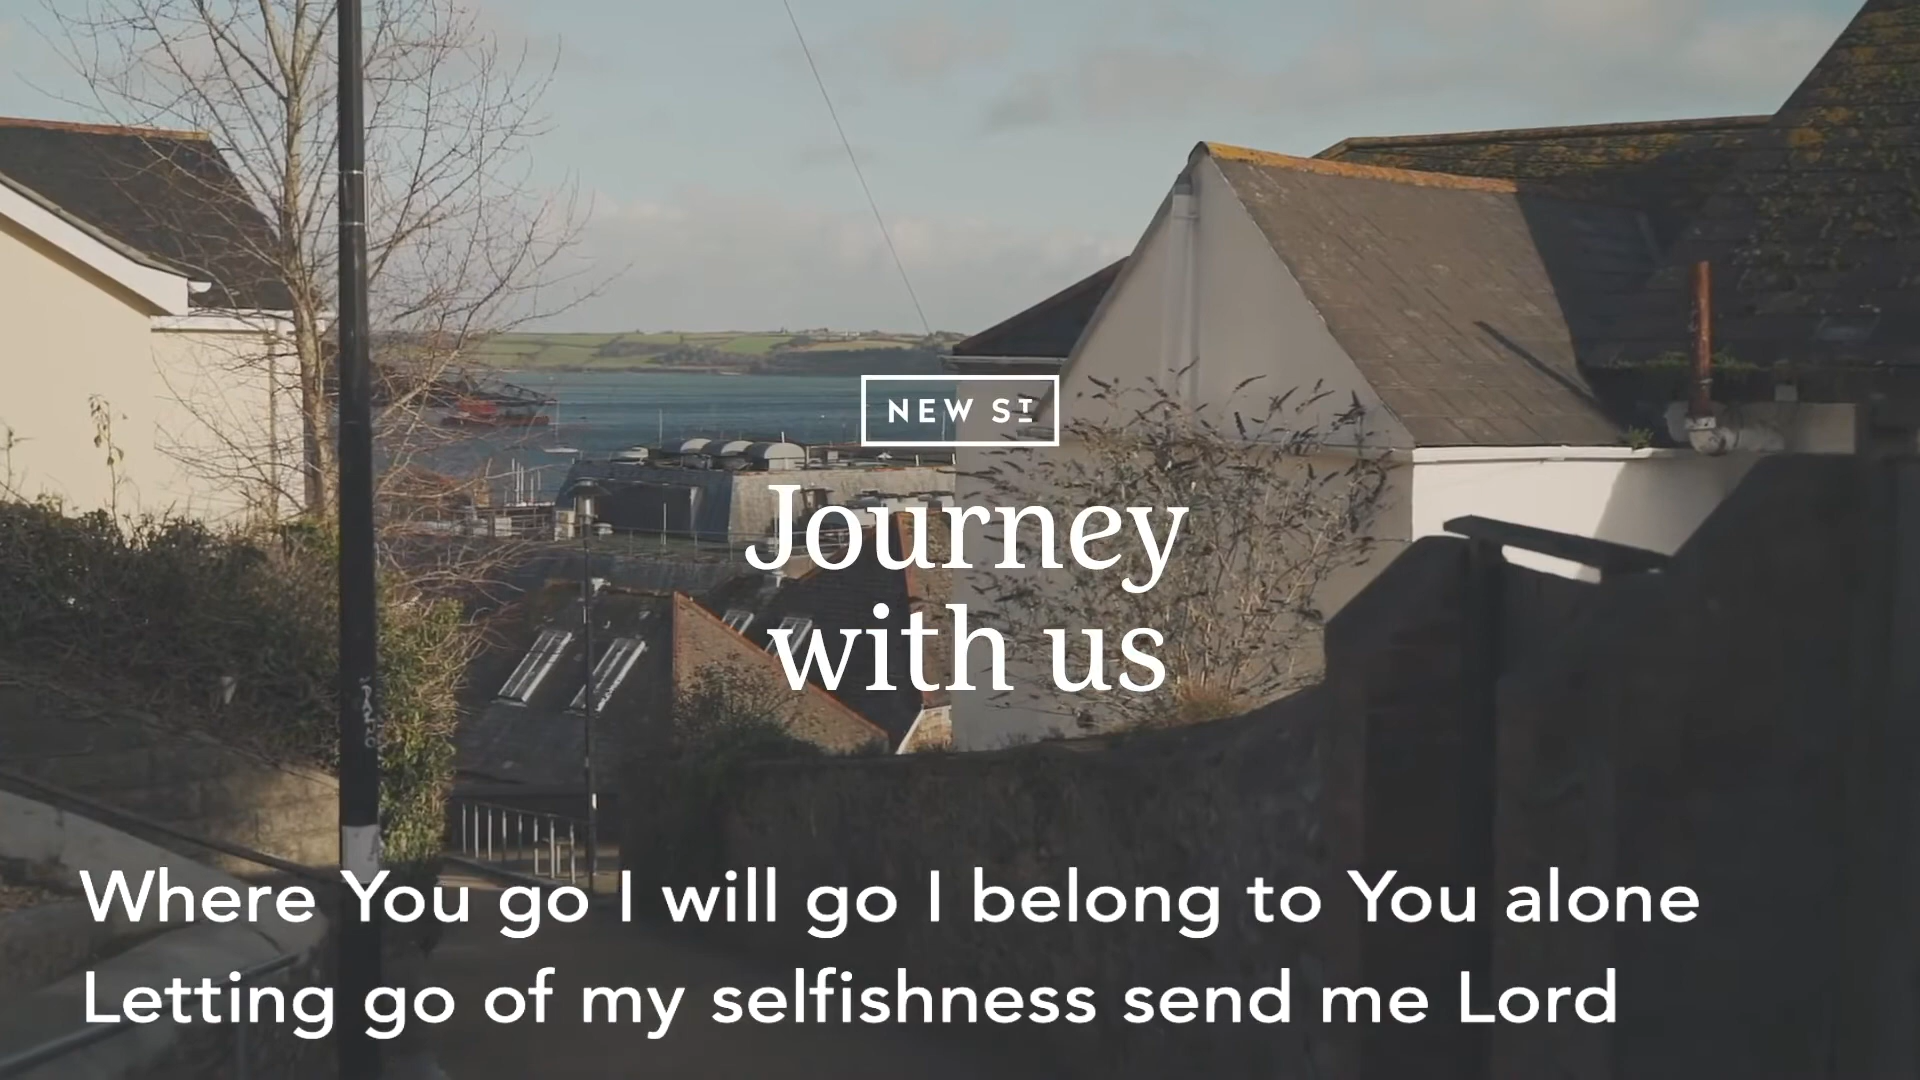 NEW ST
Journey
with us
Where You go I will go I belong to You alone
Letting go of my selfishness send me Lord